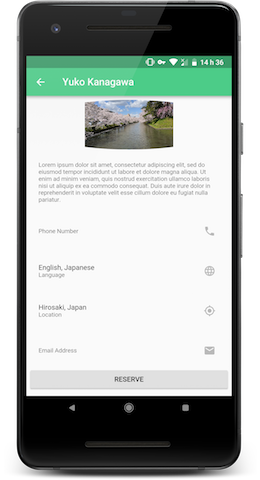 14 h 36
Yuko Kanagawa
Lorem ipsum dolor sit amet, consectetur adipiscing elit, sed do
eiusmod tempor incididunt ut labore et dolore magna aliqua. Ut
enim ad minim veniam, quis nostrud exercitation ullamco laboris
nisi ut aliquip ex ea commodo consequat. Duis aute irure dolor in
reprehenderit in voluptate velit esse cillum dolore eu fugiat nulla
pariatur.
Phone Number
English, Japanese
Language
Hirosaki, Japan
Location
Email Address
RESERVE